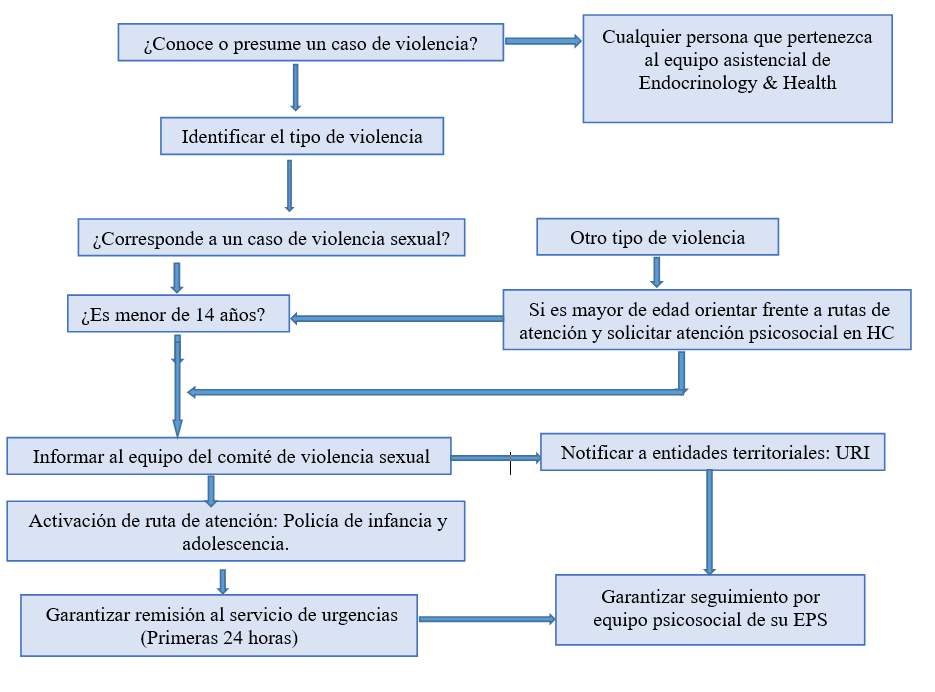 ¿Conoce o presume un caso de violencia?
Cualquier persona que pertenezca
al equipo asistencial de
Endocrinology & Health
Identificar el tipo de violencia
¿Corresponde a un caso de violencia sexual?
Otro tipo de violencia
¿Es menor de 14 años?
Si es mayor de edad orientar frente a rutas de
atención y solicitar atención psicosocial en HC
Informar al equipo del comité de violencia sexual
Notificar a entidades territoriales: URI
Activación de ruta de atención: Policía de infancia y
adolescencia.
Garantizar remisión al servicio de urgencias
(Primeras 24 horas)
Garantizar seguimiento por
equipo psicosocial de su EPS